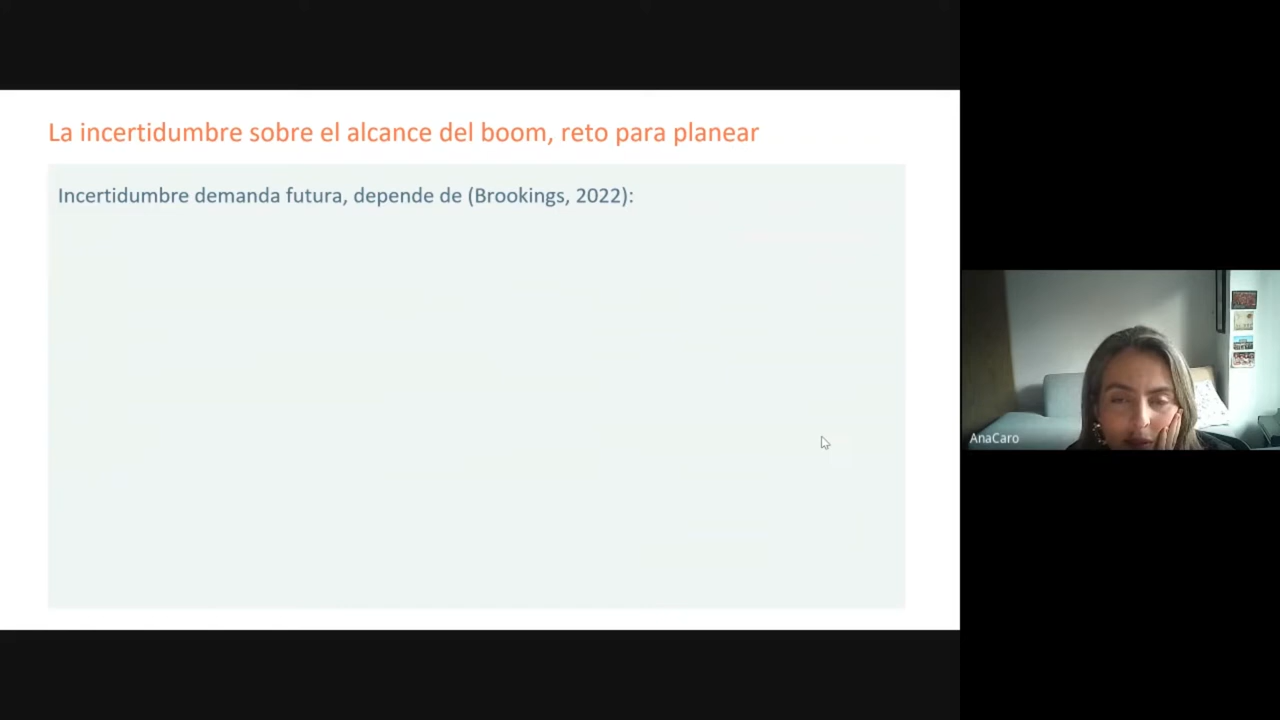 La incertidumbre sobre el alcance del boom, reto para planear
Incertidumbre demanda futura, depende de (Brookings, 2022):
AnaCaro